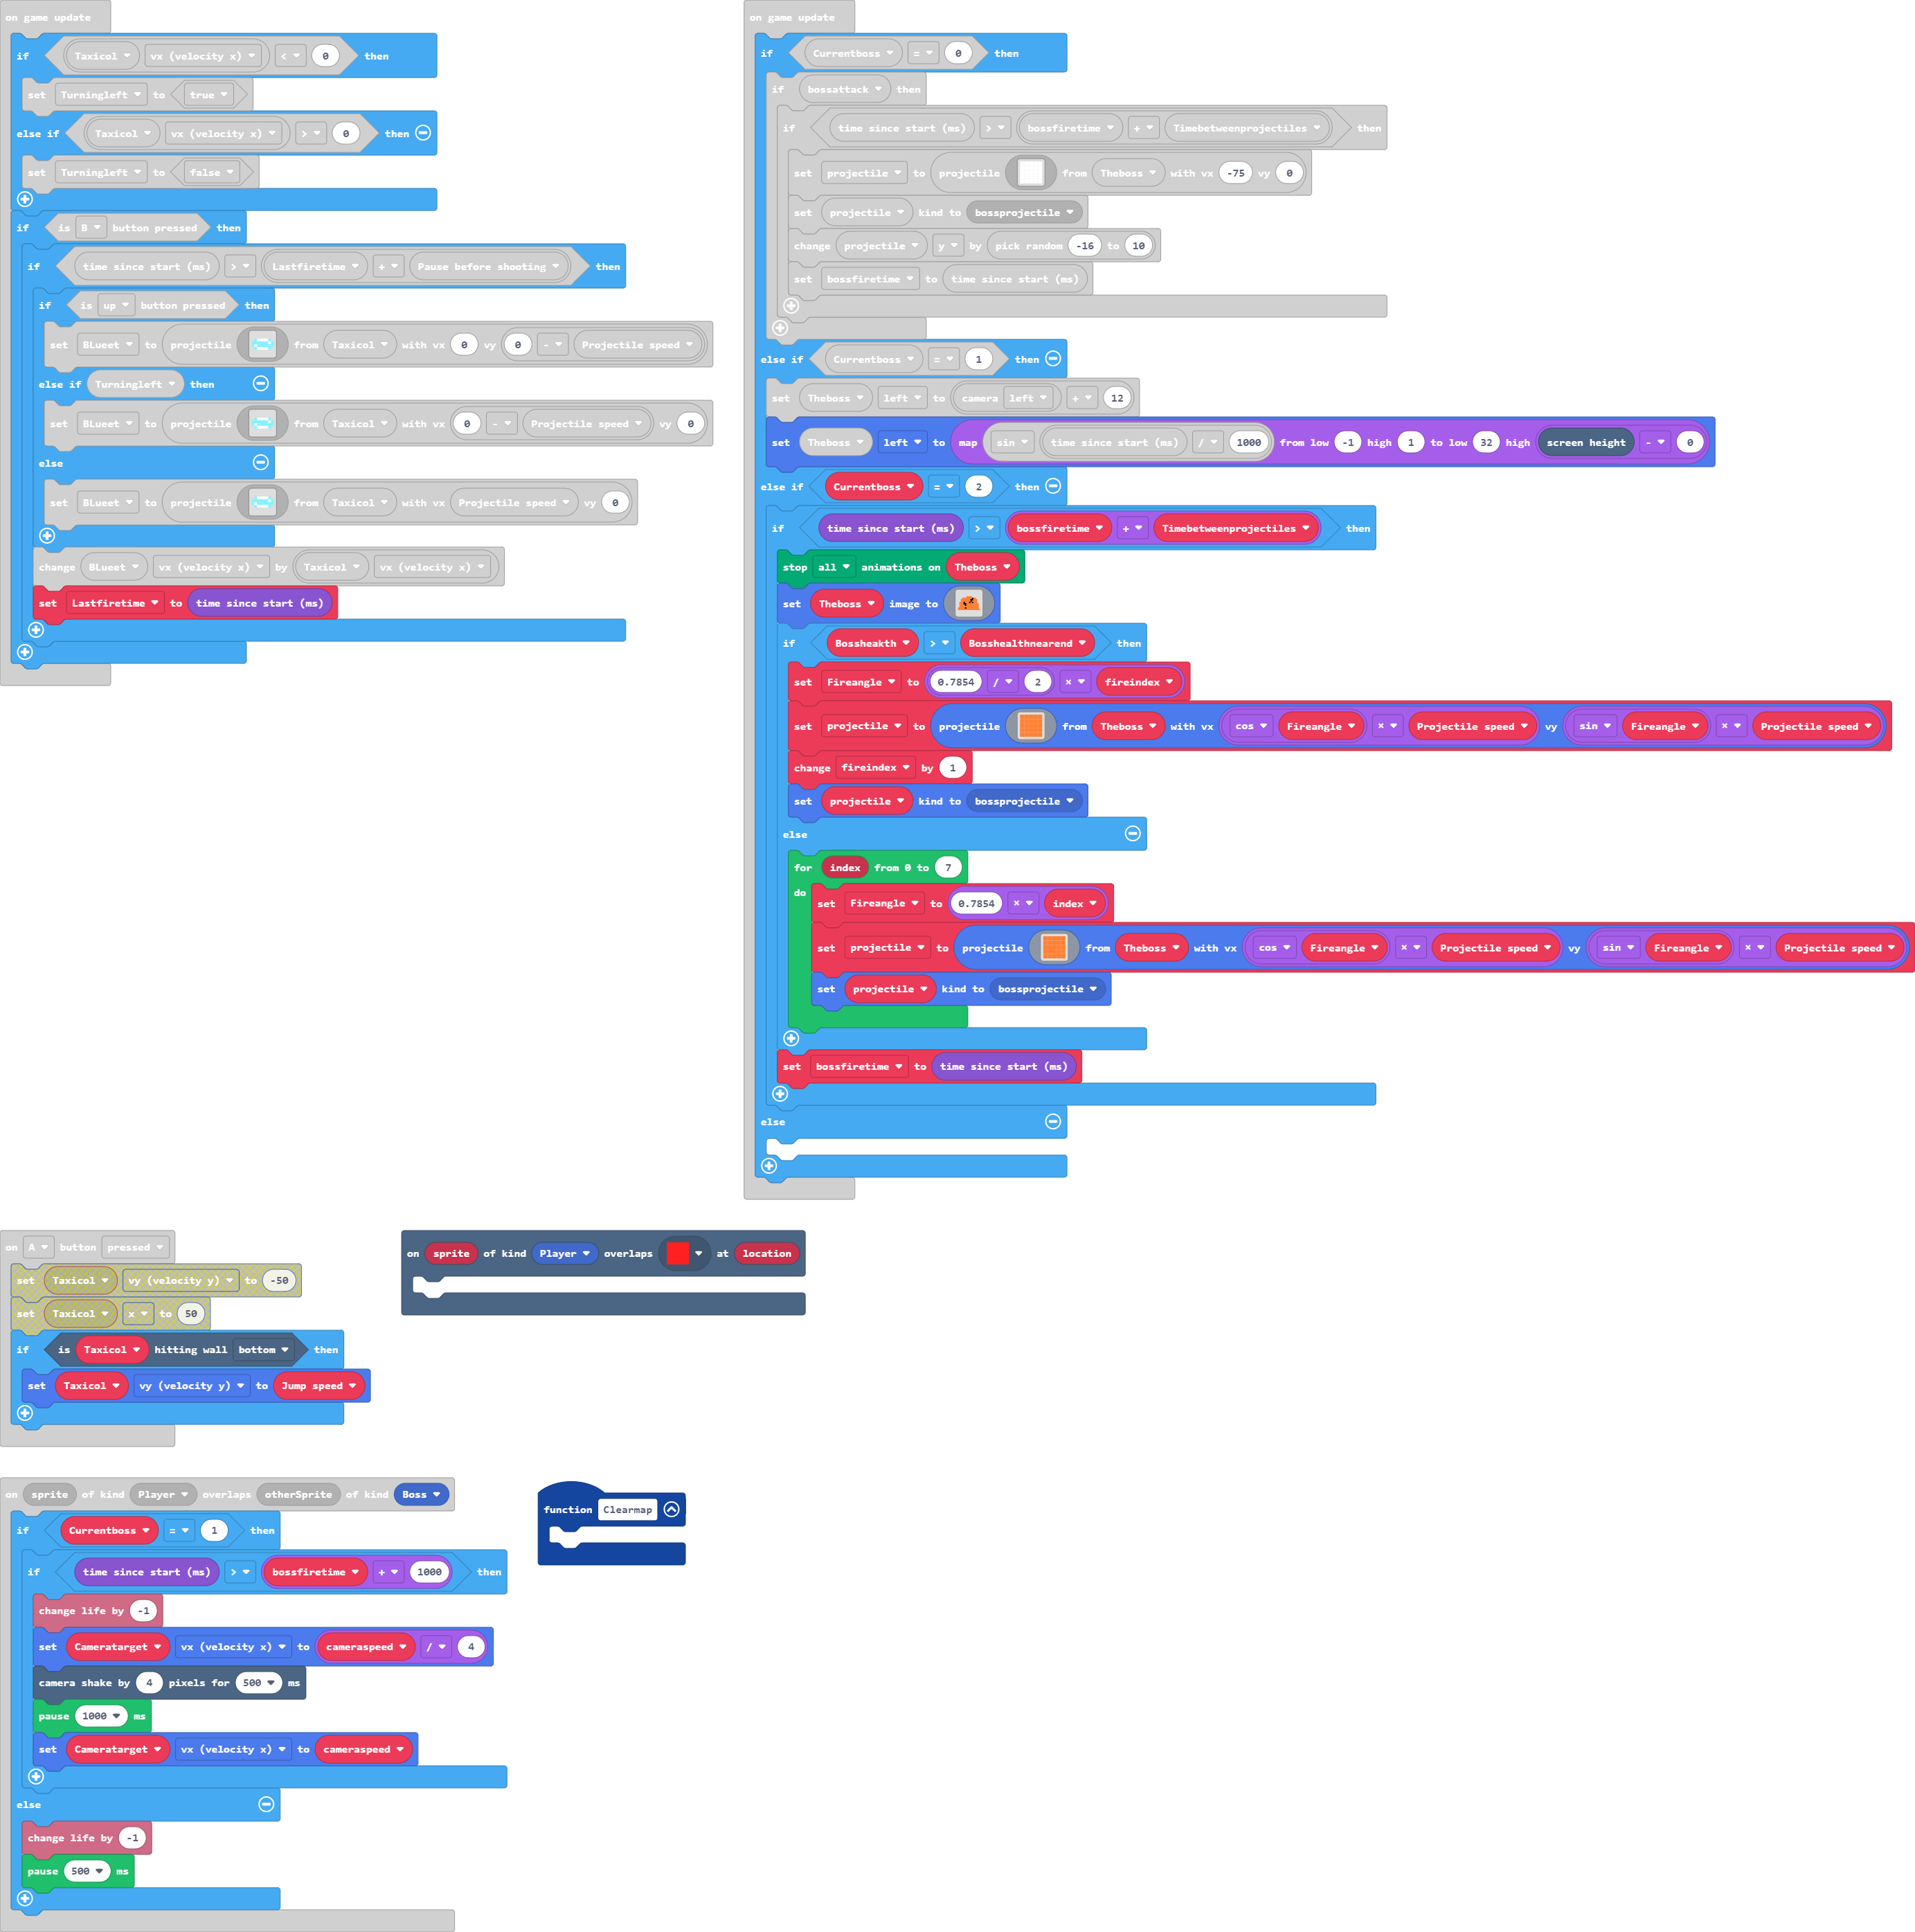 on game update
if Taxicol vx (velocity x) < 0 then
set Turningleft to true
else if Taxicol vx (velocity x) > 0 then
set Turningleft to false
if is B button pressed then
if time since start (ms) > Lastfiretime + Pause before shooting then
if is up button pressed then
set BLueet to projectile from Taxicol with vx 0 vy 0 - Projectile speed
else if Turningleft then
set BLueet to projectile from Taxicol with vx 0 - Projectile speed vy 0
else
set BLueet to projectile from Taxicol with vx Projectile speed vy 0
change BLueet vx (velocity x) by Taxicol vx (velocity x)
set Lastfiretime to time since start (ms)
on game update
if Currentboss = 0 then
if bossattack then
if time since start (ms) > bossfiretime + Timebetweenprojectiles then
set projectile to projectile from Theboss with vx -75 vy 0
set projectile kind to bossprojectile
change projectile y by pick random -16 to 10
set bossfiretime to time since start (ms)
else if Currentboss = 1 then
set Theboss left to camera left + 12
set Theboss left to map sin time since start (ms) / 1000 from low -1 high 1 to low 32 high screen height - 0
else if Currentboss = 2 then
if time since start (ms) > bossfiretime + Timebetweenprojectiles then
stop all animations on Theboss
set Theboss image to
if Bossheakth > Bosshealthnearend then
set Fireangle to 0.7854 / 2 × fireindex
set projectile to projectile from Theboss with vx cos Fireangle × Projectile speed vy sin Fireangle × Projectile speed
change fireindex by 1
set projectile kind to bossprojectile
else
for index from 0 to 7
do
set Fireangle to 0.7854 × index
set projectile to projectile from Theboss with vx cos Fireangle × Projectile speed vy sin Fireangle × Projectile speed
set projectile kind to bossprojectile
set bossfiretime to time since start (ms)
else
on A button pressed
set Taxicol vy (velocity y) to -50
set Taxicol x to 50
if is Taxicol hitting wall bottom then
set Taxicol vy (velocity y) to Jump speed
on sprite of kind Player overlaps at location
on sprite of kind Player overlaps otherSprite of kind Boss
if Currentboss = 1 then
if time since start (ms) > bossfiretime + 1000 then
change life by -1
set Cameratarget vx (velocity x) to cameraspeed / 4
camera shake by 4 pixels for 500 ms
pause 1000 ms
set Cameratarget vx (velocity x) to cameraspeed
else
change life by -1
pause 500 ms
function Clearmap